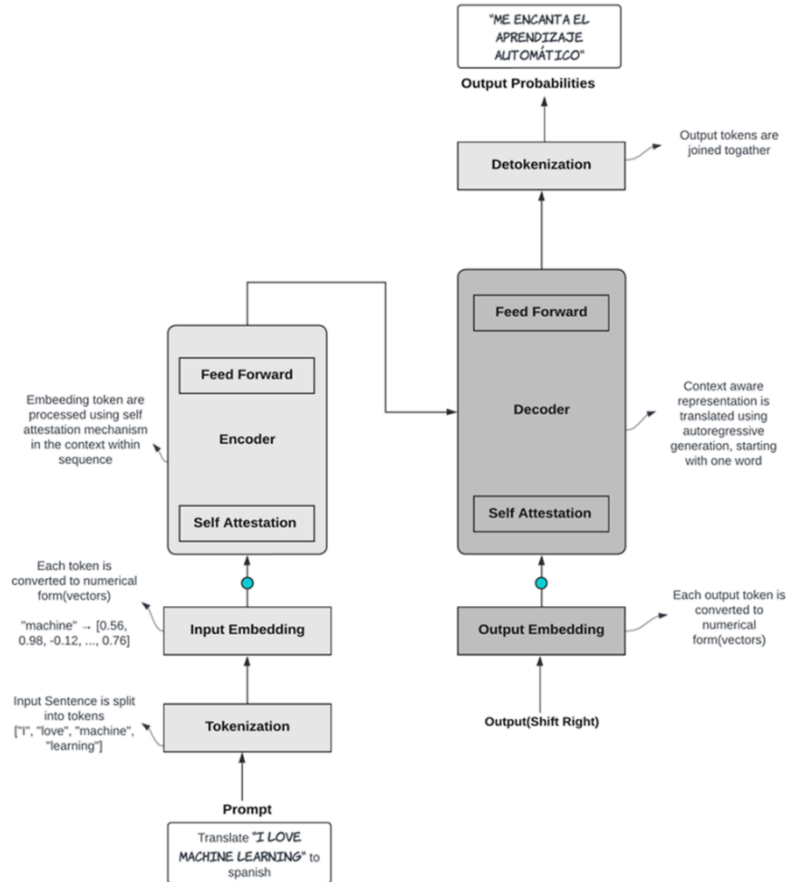 "ME ENCANTA EL
APRENDIZAJE
AUTOMÁTICO"
Output Probabilities
Detokenization
Output tokens are
joined togather
Feed Forward
Decoder
Self Attestation
Context aware
representation is
translated using
autoregressive
generation, starting
with one word
Feed Forward
Encoder
Self Attestation
Embeeding token are
processed using self
attestation mechanism
in the context within
sequence
Each token is
converted to numerical
form(vectors)
"machine" → [0.56,
0.98, -0.12, ..., 0.76]
Input Embedding
Output Embedding
Each output token is
converted to
numerical
form(vectors)
Input Sentence is split
into tokens
["I", "love", "machine",
"learning"]
Tokenization
Output(Shift Right)
Prompt
Translate "I LOVE
MACHINE LEARNING" to
spanish